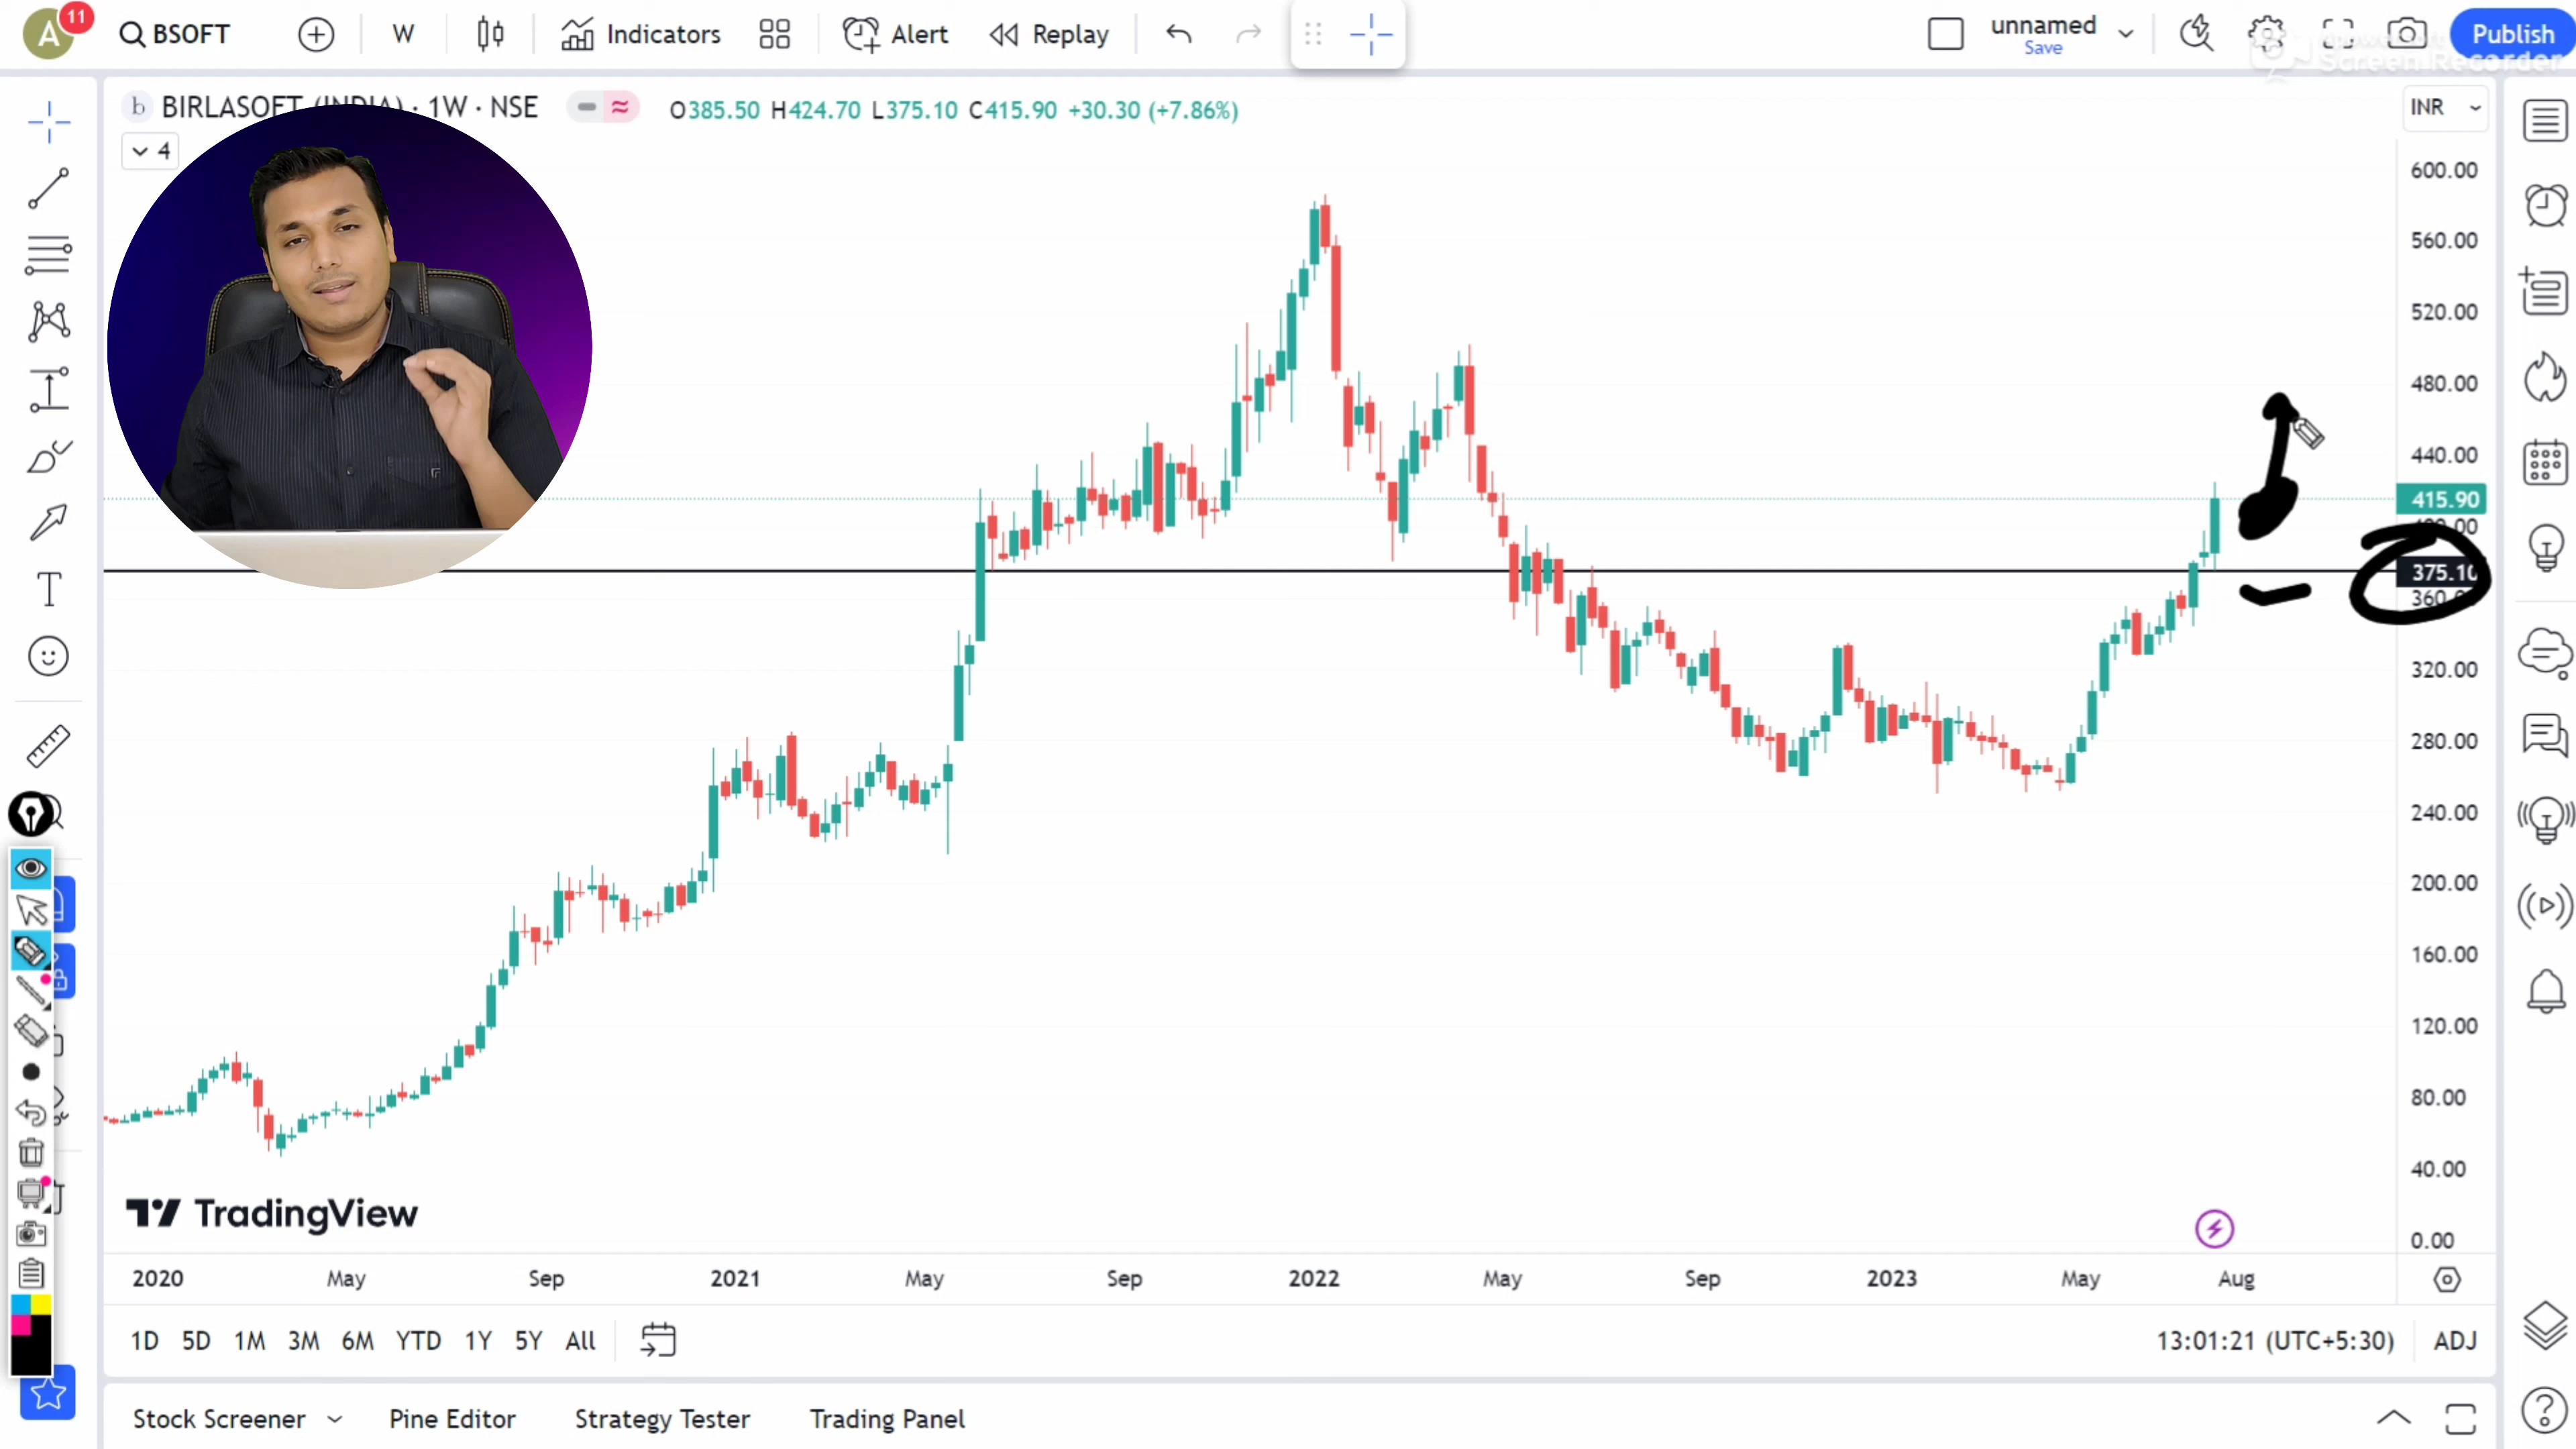 A 11 BSOFT W Indicators Alert Replay unnamed Save Publish
Screen Recorder
b BIRLASOFT (INDIA) · 1W · NSE O385.50 H424.70 L375.10 C415.90 +30.30 (+7.86%) INR
4
600.00
560.00
520.00
480.00
440.00
415.90
375.10
320.00
280.00
240.00
200.00
160.00
120.00
80.00
40.00
0.00
TradingView
2020 May Sep 2021 May Sep 2022 May Sep 2023 May Aug
1D 5D 1M 3M 6M YTD 1Y 5Y All 13:01:21 (UTC+5:30) ADJ
Stock Screener Pine Editor Strategy Tester Trading Panel